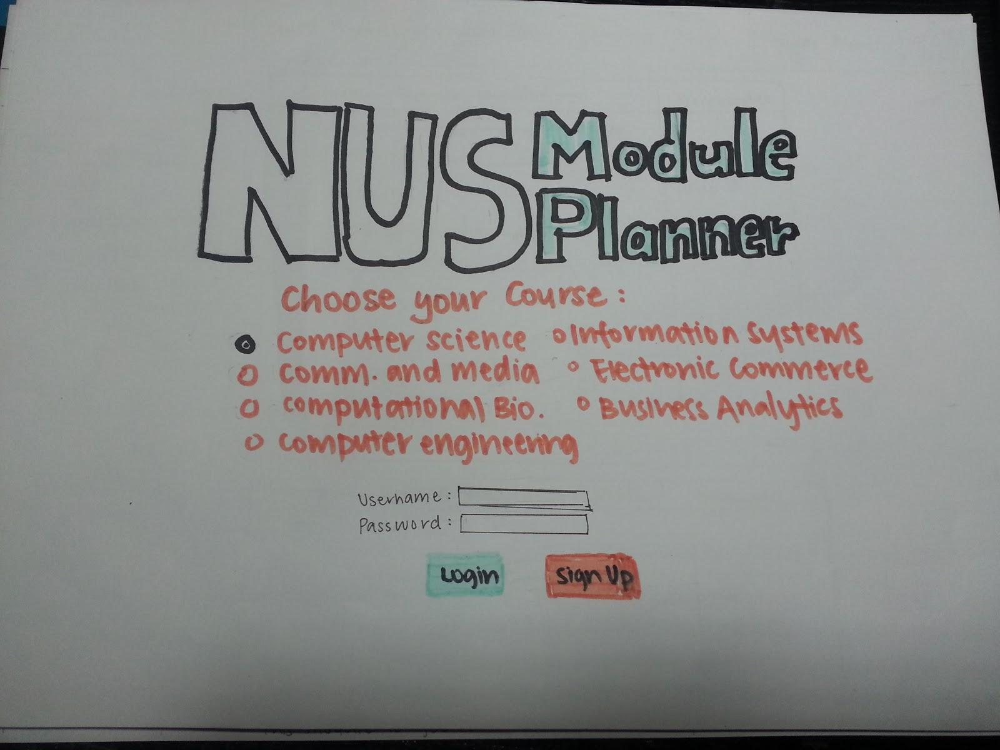 NUS Module
Planner
Choose your Course:
Computer science Information Systems
Comm. and Media Electronic Commerce
Computational Bio. Business Analytics
Computer engineering
Username:
Password:
Login Sign Up